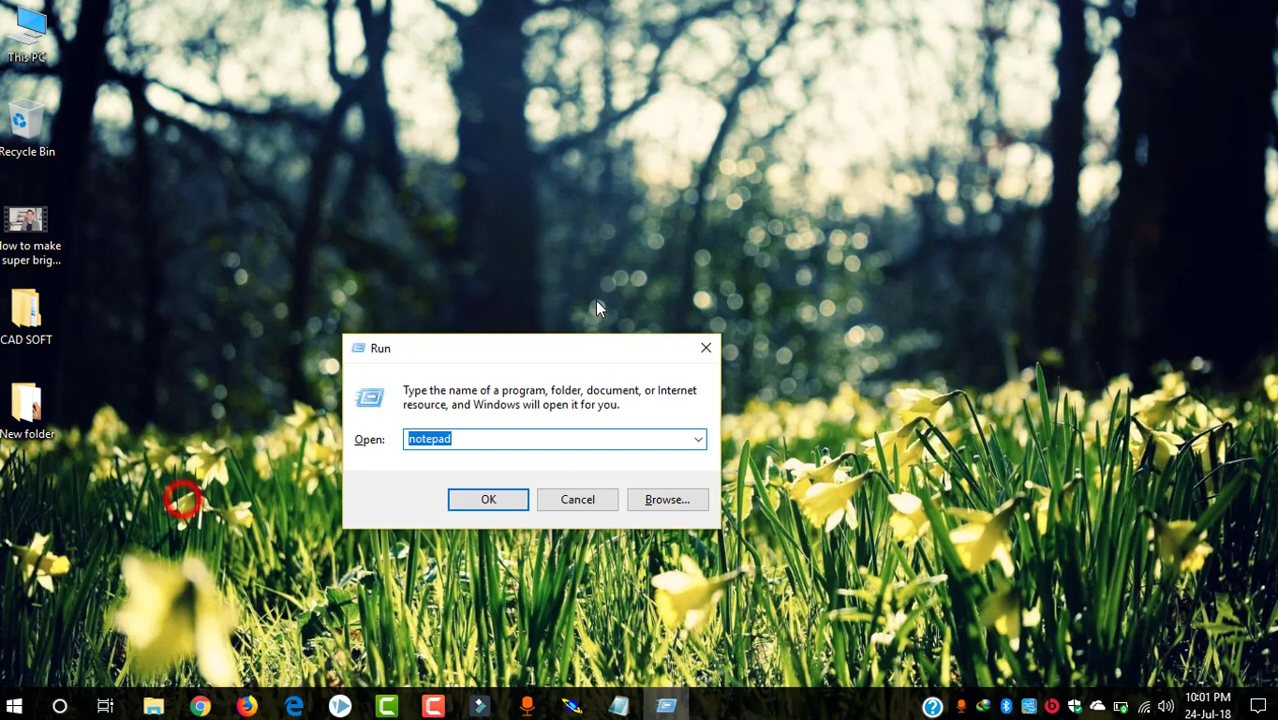 This PC
Recycle Bin
ow to make
super brig...
CAD SOFT
New folder
Run
Type the name of a program, folder, document, or Internet
resource, and Windows will open it for you.
Open:
notepad
OK
Cancel
Browse...
10:01 PM
24-Jul-18